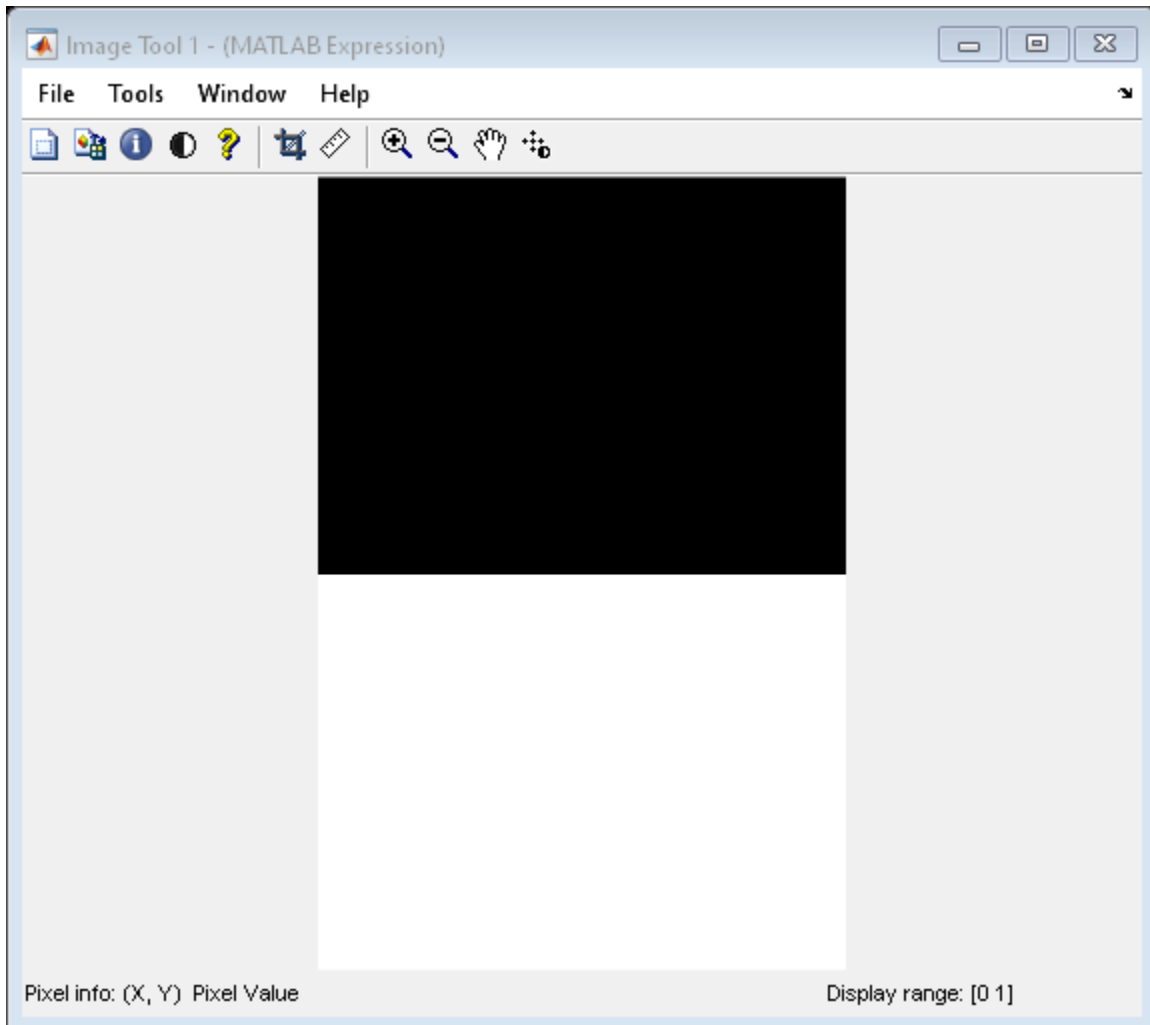 Image Tool 1 - (MATLAB Expression)
File Tools Window Help
Pixel info: (X, Y) Pixel Value
Display range: [0 1]